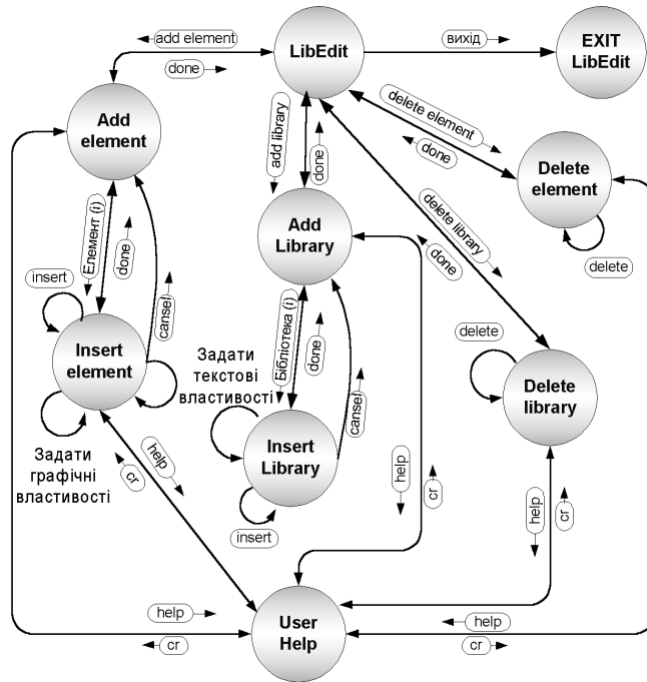 add element
done
LibEdit
вихід
EXIT
LibEdit
Add
element
add library
done
delete element
done
Delete
element
delete
Елемент (і)
done
cansel
insert
Add
Library
delete library
done
Insert
element
Задати
текстові
властивості
Бібліотека (і)
done
cansel
delete
Delete
library
Задати
графічні
властивості
help
cr
Insert
Library
insert
help
cr
help
cr
help
cr
User
Help
help
cr